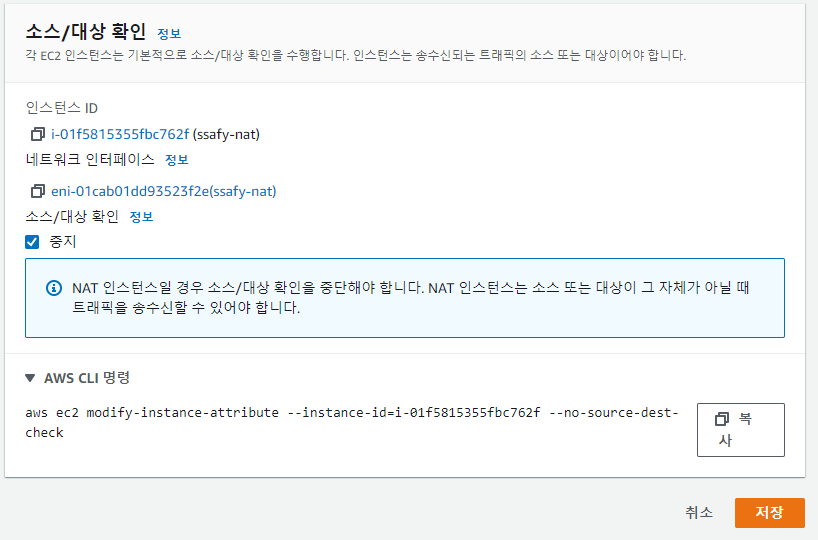 소스/대상 확인 정보
각 EC2 인스턴스는 기본적으로 소스/대상 확인을 수행합니다. 인스턴스는 송수신되는 트래픽의 소스 또는 대상이어야 합니다.
인스턴스 ID
i-01f5815355fbc762f (ssafy-nat)
네트워크 인터페이스 정보
eni-01cab01dd93523f2e(ssafy-nat)
소스/대상 확인 정보
중지
NAT 인스턴스일 경우 소스/대상 확인을 중단해야 합니다. NAT 인스턴스는 소스 또는 대상이 그 자체가 아닐 때
트래픽을 송수신할 수 있어야 합니다.
AWS CLI 명령
aws ec2 modify-instance-attribute --instance-id=i-01f5815355fbc762f --no-source-dest-
check
복
사
취소 저장